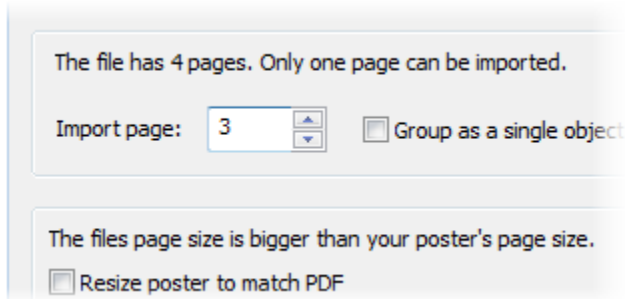 The file has 4 pages. Only one page can be imported.
Import page: 3 Group as a single object
The files page size is bigger than your poster's page size.
Resize poster to match PDF